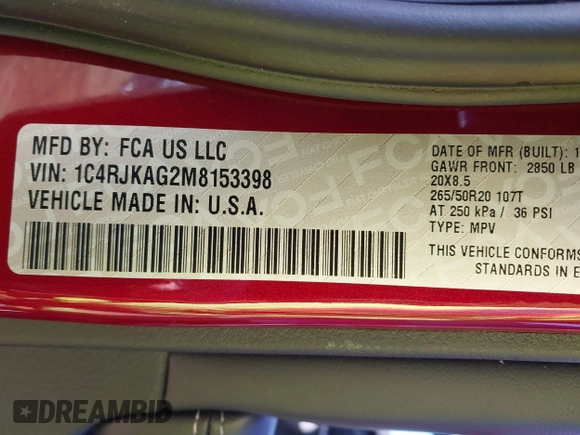 MFD BY: FCA US LLC
VIN: 1C4RJKAG2M8153398
VEHICLE MADE IN: U.S.A.
DATE OF MFR (BUILT): 1
GAWR FRONT: 2850 LB
20X8.5
265/50R20 107T
AT 250 kPa / 36 PSI
TYPE: MPV
THIS VEHICLE CONFORMS
STANDARDS IN E
DREAMBID